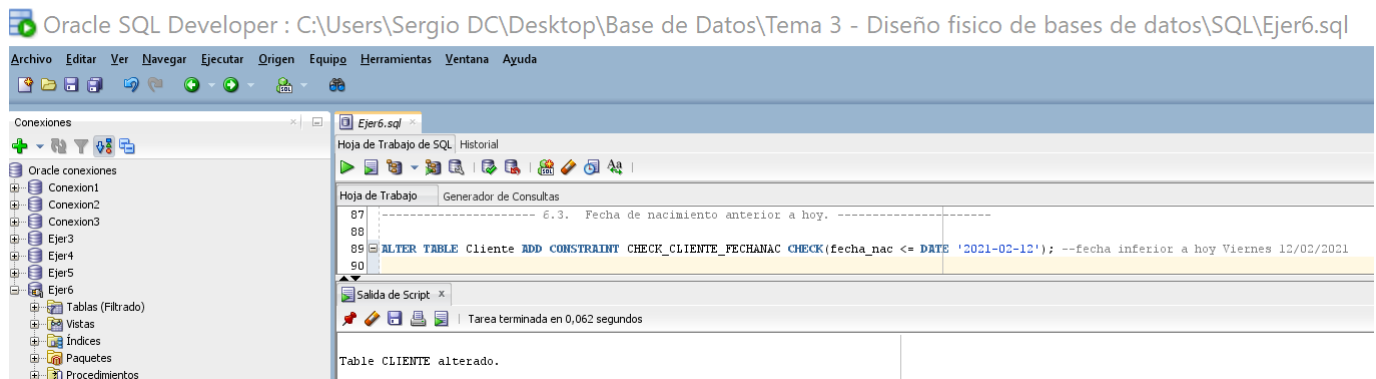 Oracle SQL Developer : C:\Users\Sergio DC\Desktop\Base de Datos\Tema 3 - Diseño fisico de bases de datos\SQL\Ejer6.sql
Archivo Editar Ver Navegar Ejecutar Origen Equipo Herramientas Ventana Ayuda
Conexiones
Oracle conexiones
Conexion1
Conexion2
Conexion3
Ejer3
Ejer4
Ejer5
Ejer6
Tablas (Filtrado)
Vistas
Índices
Paquetes
Procedimientos
Ejer6.sql
Hoja de Trabajo de SQL Historial
Hoja de Trabajo Generador de Consultas
87 ---------------------- 6.3. Fecha de nacimiento anterior a hoy. ----------------------
88
89 ALTER TABLE Cliente ADD CONSTRAINT CHECK_CLIENTE_FECHANAC CHECK(fecha_nac <= DATE '2021-02-12'); --fecha inferior a hoy Viernes 12/02/2021
90
Salida de Script
Tarea terminada en 0,062 segundos
Table CLIENTE alterado.